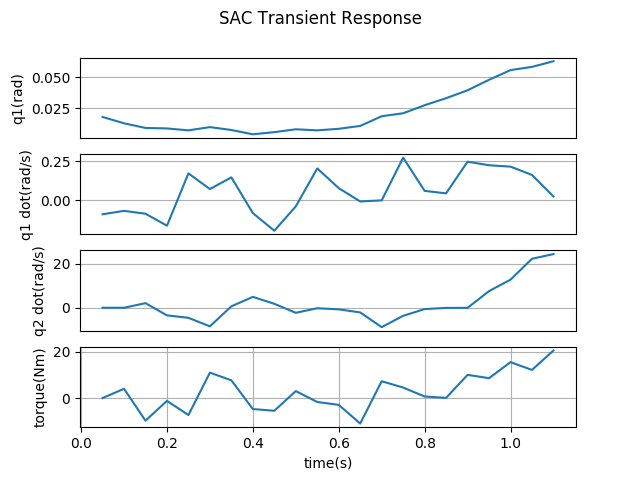 SAC Transient Response
q1(rad)
0.050
0.025
q1 dot(rad/s)
0.25
0.00
q2 dot(rad/s)
20
0
torque(Nm)
20
0
0.0 0.2 0.4 0.6 0.8 1.0
time(s)